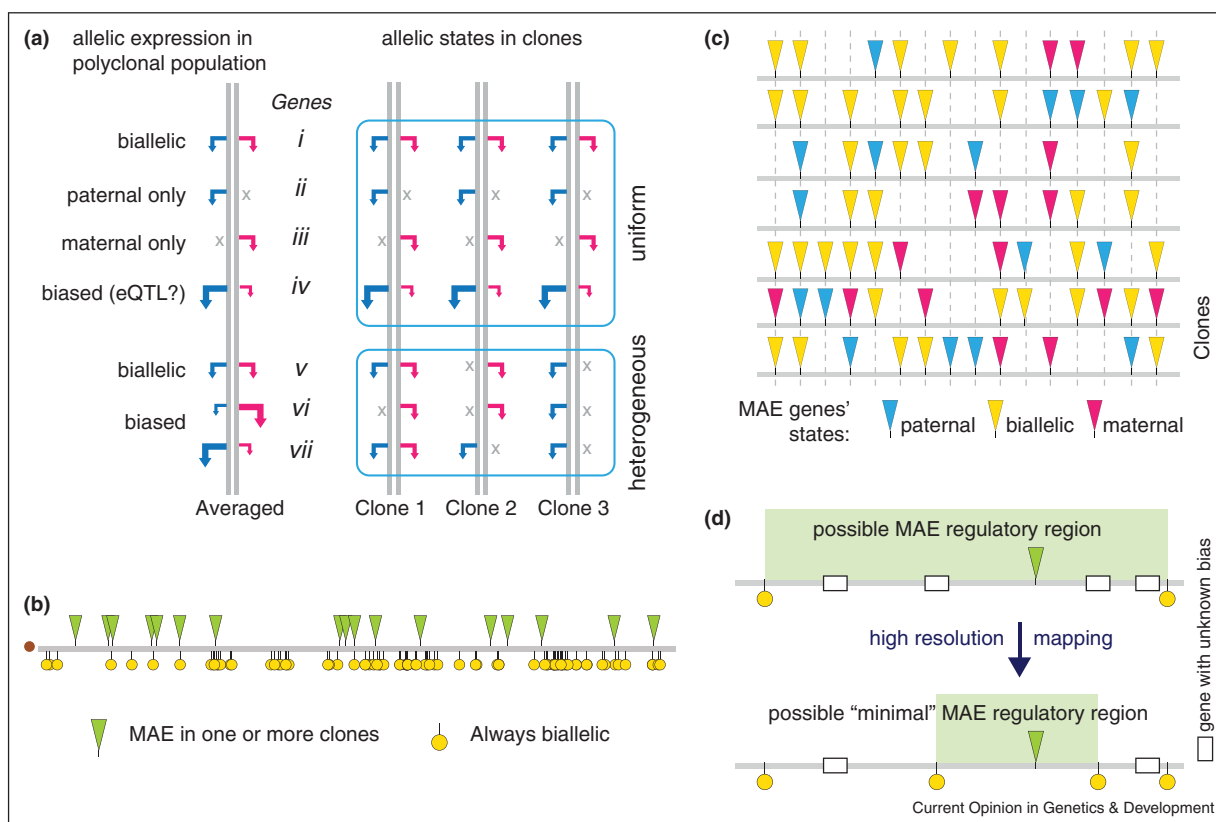 (a)
allelic expression in
polyclonal population
allelic states in clones
Genes
biallelic
i
paternal only
ii
x
x
x
x
maternal only
iii
x
x
x
x
biased (eQTL?)
iv
uniform
biallelic
v
x
x
biased
vi
x
x
x
vii
x
x
heterogeneous
Averaged
Clone 1
Clone 2
Clone 3
(b)
MAE in one or more clones
Always biallelic
(c)
Clones
MAE genes'
states:
paternal
biallelic
maternal
(d)
possible MAE regulatory region
high resolution
mapping
possible "minimal" MAE regulatory region
gene with unknown bias
Current Opinion in Genetics & Development